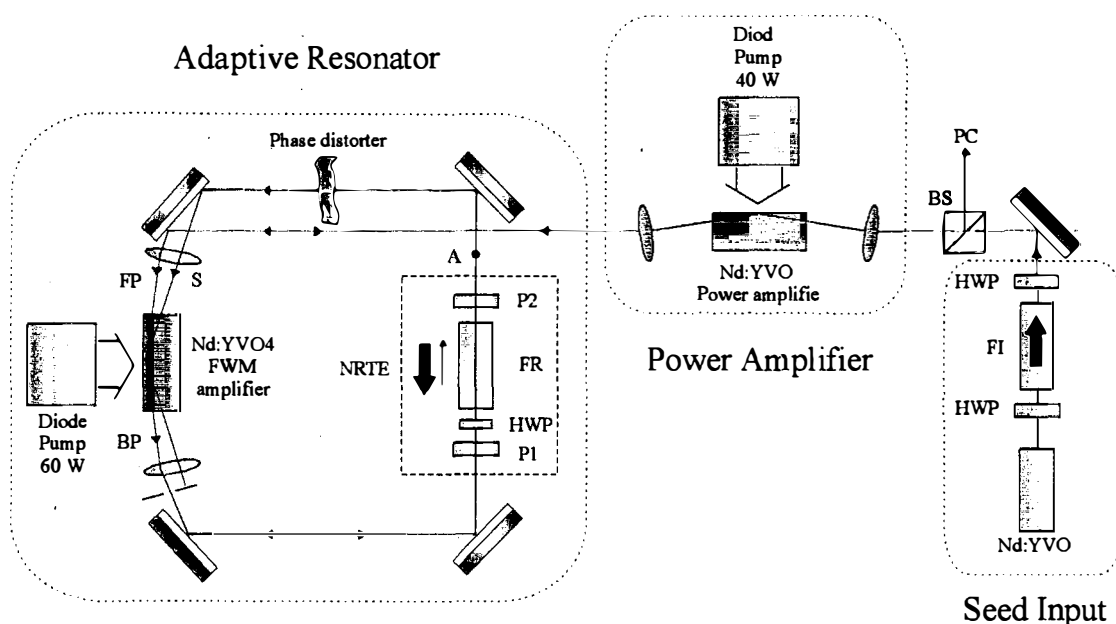 Adaptive Resonator
Diod
Pump
40 W
Phase distorter
PC
BS
A
FP
S
HWP
P2
Nd:YVO
Power amplifie
Nd:YVO4
FWM
amplifier
NRTE
FR
Power Amplifier
FI
HWP
HWP
Diode
Pump
60 W
BP
P1
Nd:YVO
Seed Input